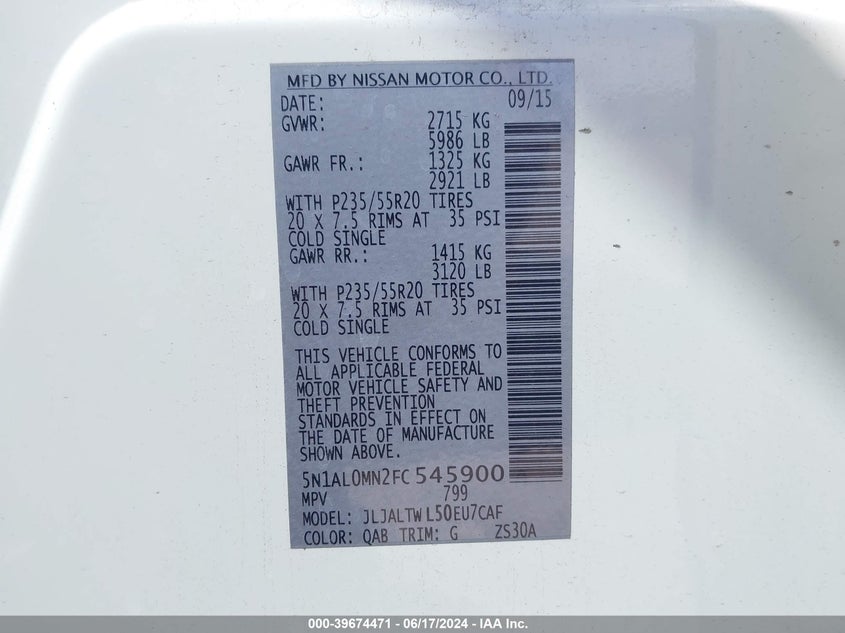 MFD BY NISSAN MOTOR CO., LTD.
DATE: 09/15
GVWR: 2715 KG
5986 LB
GAWR FR.: 1325 KG
2921 LB
WITH P235/55R20 TIRES
20 X 7.5 RIMS AT 35 PSI
COLD SINGLE
GAWR RR.: 1415 KG
3120 LB
WITH P235/55R20 TIRES
20 X 7.5 RIMS AT 35 PSI
COLD SINGLE
THIS VEHICLE CONFORMS TO
ALL APPLICABLE FEDERAL
MOTOR VEHICLE SAFETY AND
THEFT PREVENTION
STANDARDS IN EFFECT ON
THE DATE OF MANUFACTURE
SHOWN ABOVE.
5N1AL0MN2FC545900
MPV 799
MODEL: JLJALTWL50EU7CAF
COLOR: QAB TRIM: G ZS30A
000-39674471 - 06/17/2024 - IAA Inc.